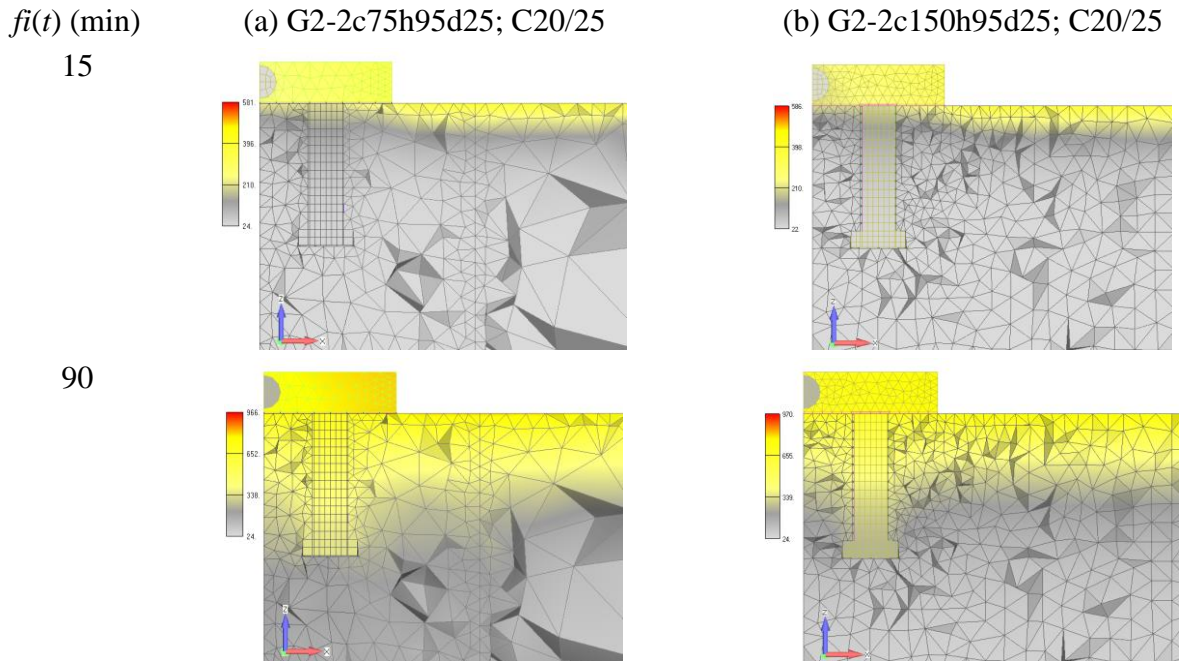 fi(t) (min) (a) G2-2c75h95d25; C20/25 (b) G2-2c150h95d25; C20/25
15
581.
396
210.
24.
Z
X
586.
398.
210
22.
Z
X
90
966.
652.
338
24.
Z
X
970.
655.
339
24.
Z
X